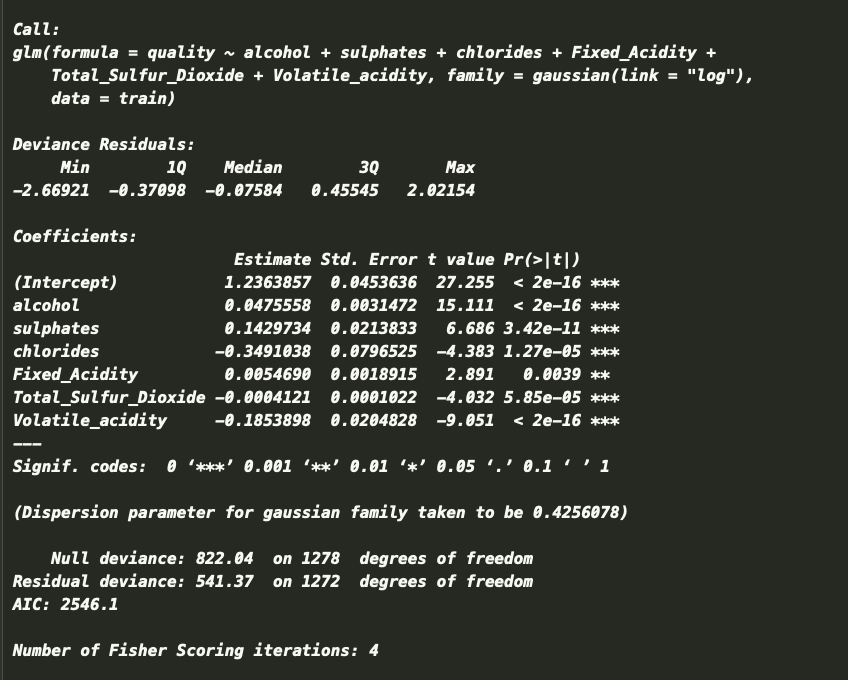 Call:
glm(formula = quality ~ alcohol + sulphates + chlorides + Fixed_Acidity +
    Total_Sulfur_Dioxide + Volatile_acidity, family = gaussian(link = "log"),
    data = train)
Deviance Residuals:
     Min        1Q    Median        3Q       Max
-2.66921  -0.37098  -0.07584   0.45545   2.02154
Coefficients:
                       Estimate Std. Error t value Pr(>|t|)
(Intercept)           1.2363857  0.0453636  27.255  < 2e-16 ***
alcohol               0.0475558  0.0031472  15.111  < 2e-16 ***
sulphates             0.1429734  0.0213833   6.686 3.42e-11 ***
chlorides            -0.3491038  0.0796525  -4.383 1.27e-05 ***
Fixed_Acidity         0.0054690  0.0018915   2.891   0.0039 **
Total_Sulfur_Dioxide -0.0004121  0.0001022  -4.032 5.85e-05 ***
Volatile_acidity     -0.1853898  0.0204828  -9.051  < 2e-16 ***
---
Signif. codes:  0 ‘***’ 0.001 ‘**’ 0.01 ‘*’ 0.05 ‘.’ 0.1 ‘ ’ 1
(Dispersion parameter for gaussian family taken to be 0.4256078)
    Null deviance: 822.04  on 1278  degrees of freedom
Residual deviance: 541.37  on 1272  degrees of freedom
AIC: 2546.1
Number of Fisher Scoring iterations: 4